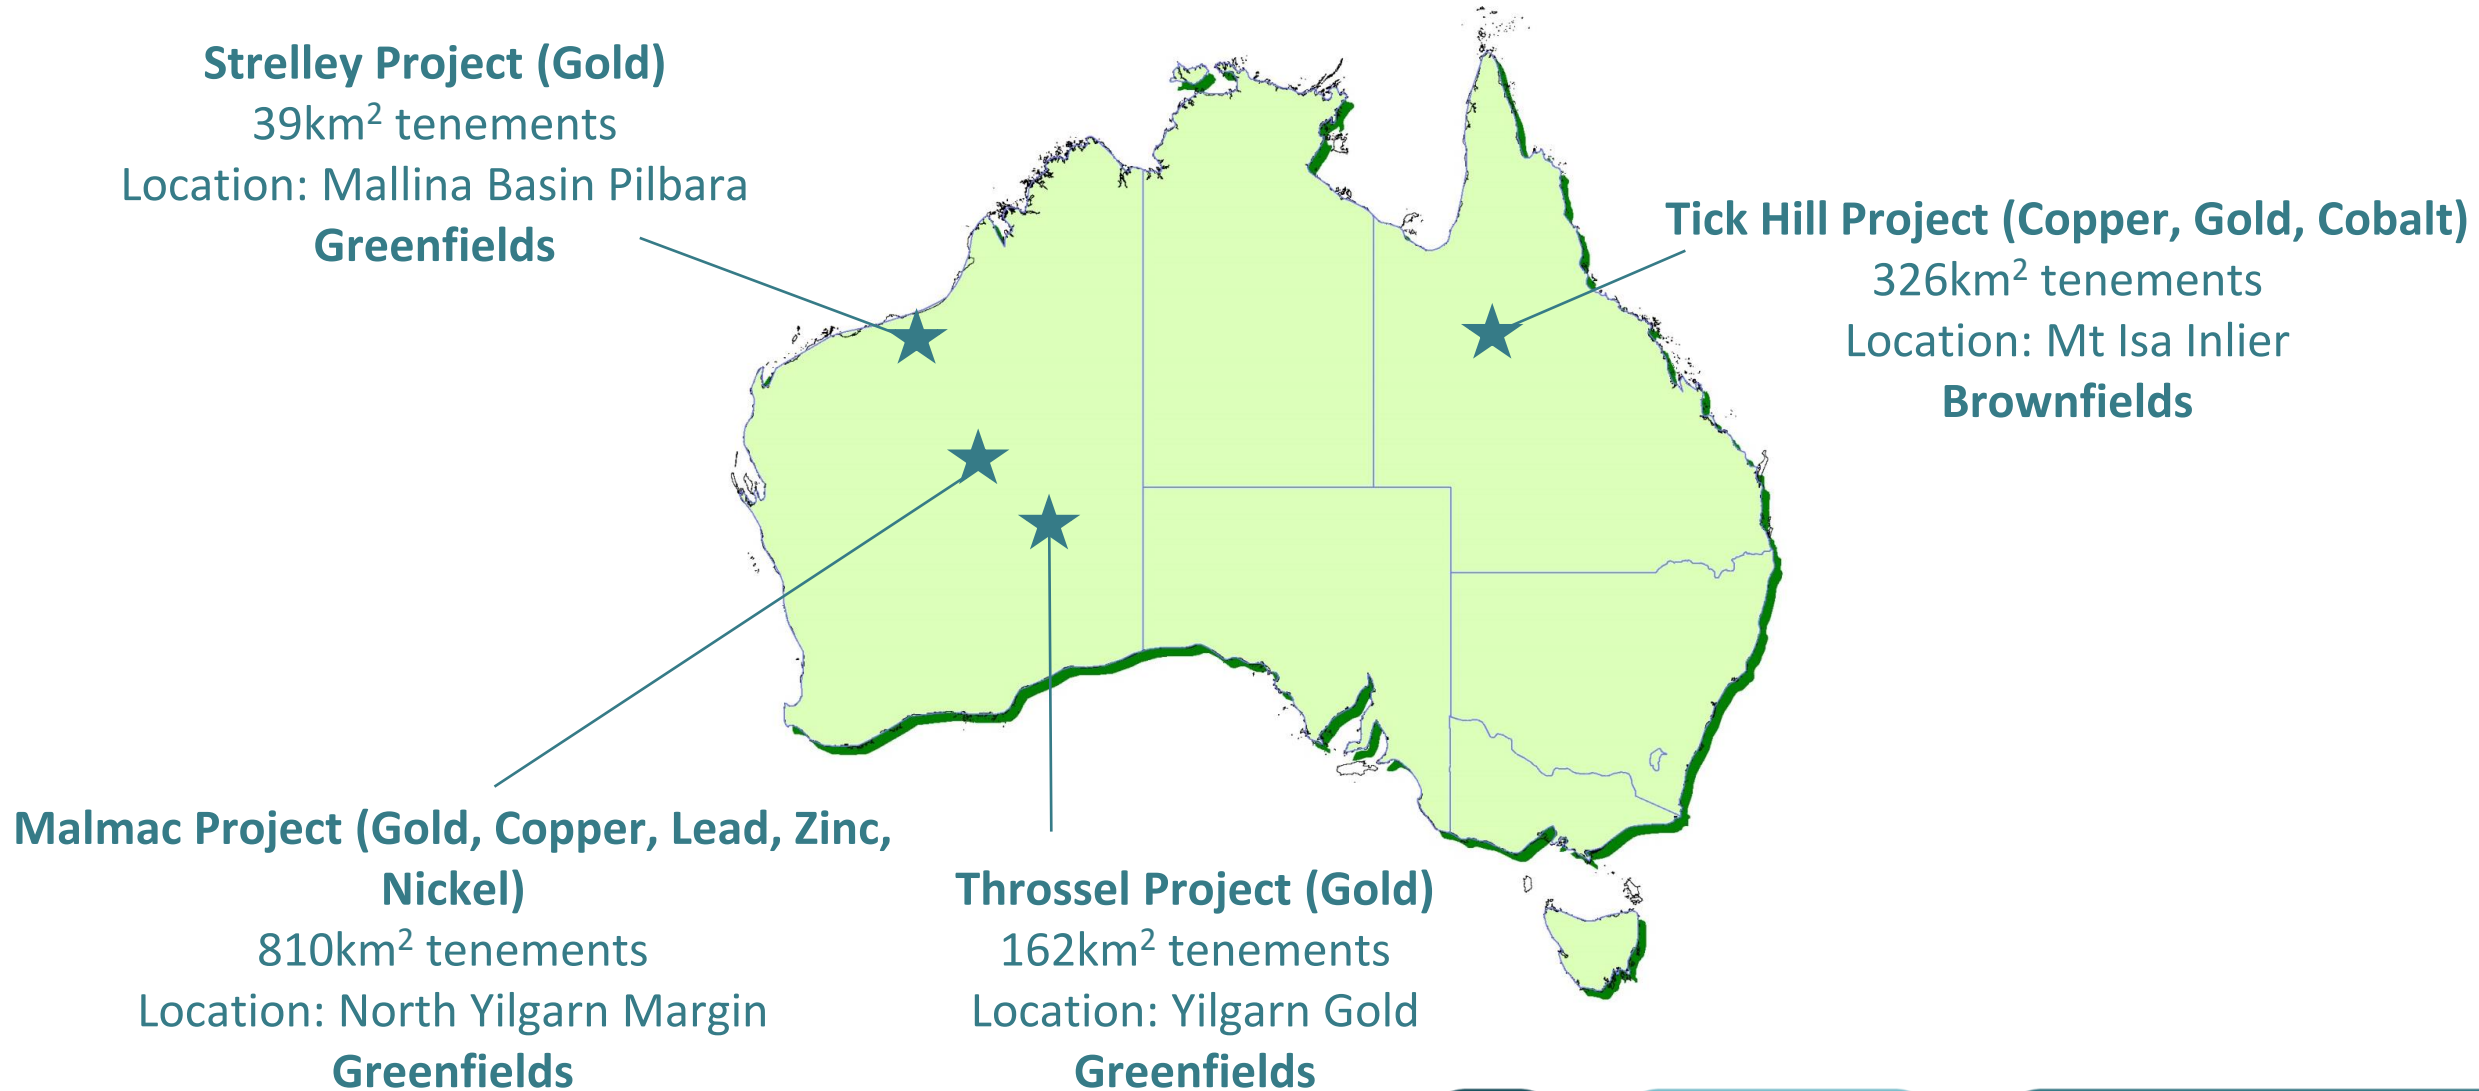 Strelley Project (Gold)
39km² tenements
Location: Mallina Basin Pilbara
Greenfields
Tick Hill Project (Copper, Gold, Cobalt)
326km² tenements
Location: Mt Isa Inlier
Brownfields
Malmac Project (Gold, Copper, Lead, Zinc,
Nickel)
810km² tenements
Location: North Yilgarn Margin
Greenfields
Throssel Project (Gold)
162km² tenements
Location: Yilgarn Gold
Greenfields